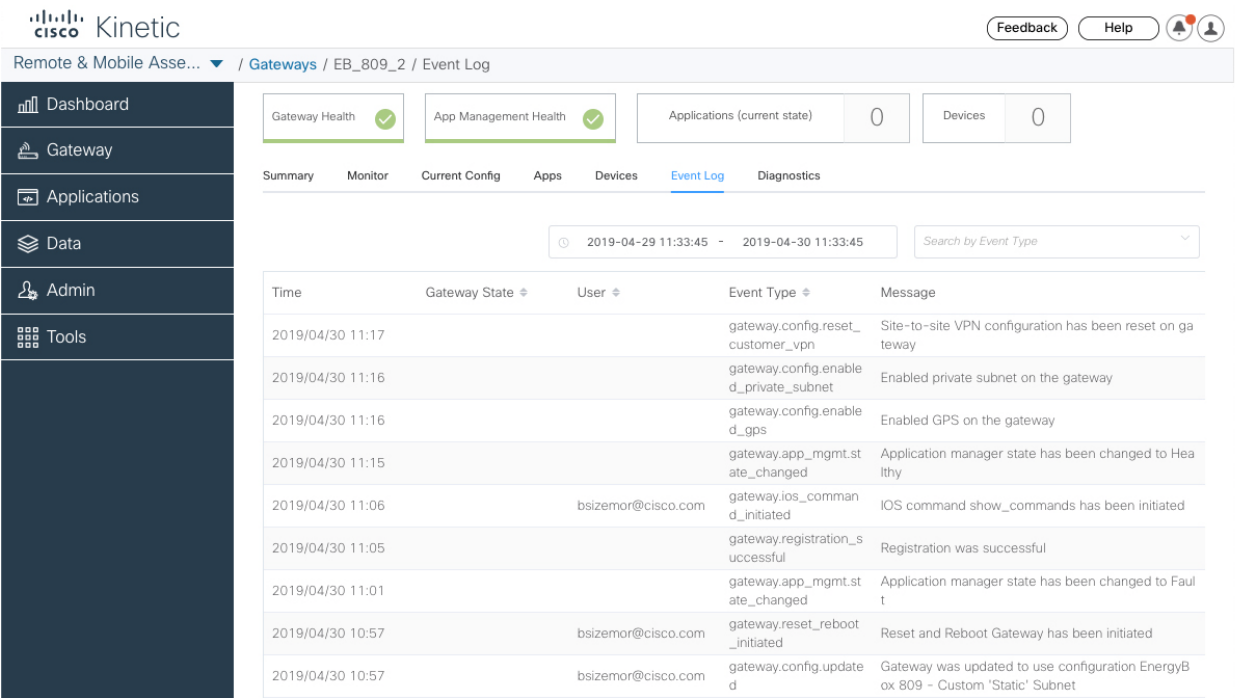 cisco Kinetic
Feedback
Help
Remote & Mobile Asse... / Gateways / EB_809_2 / Event Log
Dashboard
Gateway
Applications
Data
Admin
Tools
Gateway Health
App Management Health
Applications (current state) 0
Devices 0
Summary Monitor Current Config Apps Devices Event Log Diagnostics
2019-04-29 11:33:45 - 2019-04-30 11:33:45
Search by Event Type
Time Gateway State User Event Type Message
2019/04/30 11:17
gateway.config.reset_
customer_vpn
Site-to-site VPN configuration has been reset on ga
teway
2019/04/30 11:16
gateway.config.enable
d_private_subnet
Enabled private subnet on the gateway
2019/04/30 11:16
gateway.config.enable
d_gps
Enabled GPS on the gateway
2019/04/30 11:15
gateway.app_mgmt.st
ate_changed
Application manager state has been changed to Hea
lthy
2019/04/30 11:06
bsizemor@cisco.com
gateway.ios_comman
d_initiated
IOS command show_commands has been initiated
2019/04/30 11:05
gateway.registration_s
uccessful
Registration was successful
2019/04/30 11:01
gateway.app_mgmt.st
ate_changed
Application manager state has been changed to Faul
t
2019/04/30 10:57
bsizemor@cisco.com
gateway.reset_reboot
_initiated
Reset and Reboot Gateway has been initiated
2019/04/30 10:57
bsizemor@cisco.com
gateway.config.update
d
Gateway was updated to use configuration EnergyB
ox 809 - Custom 'Static' Subnet